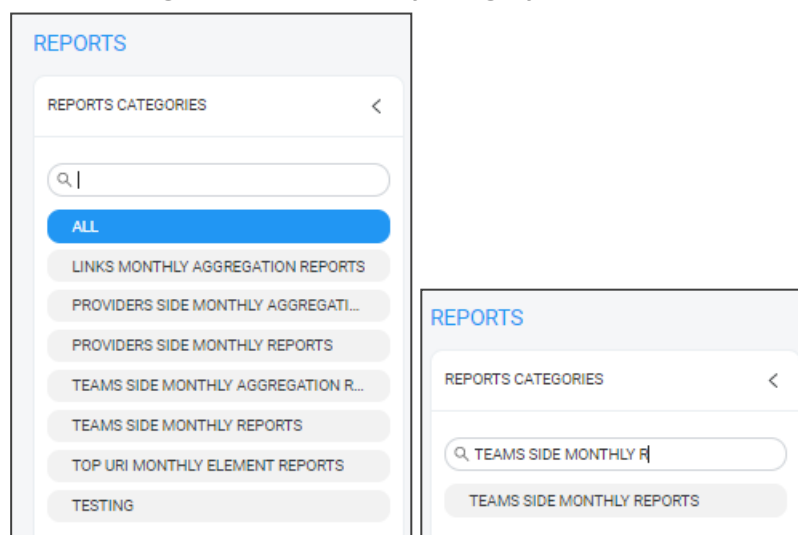 REPORTS
REPORTS CATEGORIES
ALL
LINKS MONTHLY AGGREGATION REPORTS
PROVIDERS SIDE MONTHLY AGGREGATI...
PROVIDERS SIDE MONTHLY REPORTS
TEAMS SIDE MONTHLY AGGREGATION R...
TEAMS SIDE MONTHLY REPORTS
TOP URI MONTHLY ELEMENT REPORTS
TESTING
REPORTS
REPORTS CATEGORIES
TEAMS SIDE MONTHLY R
TEAMS SIDE MONTHLY REPORTS